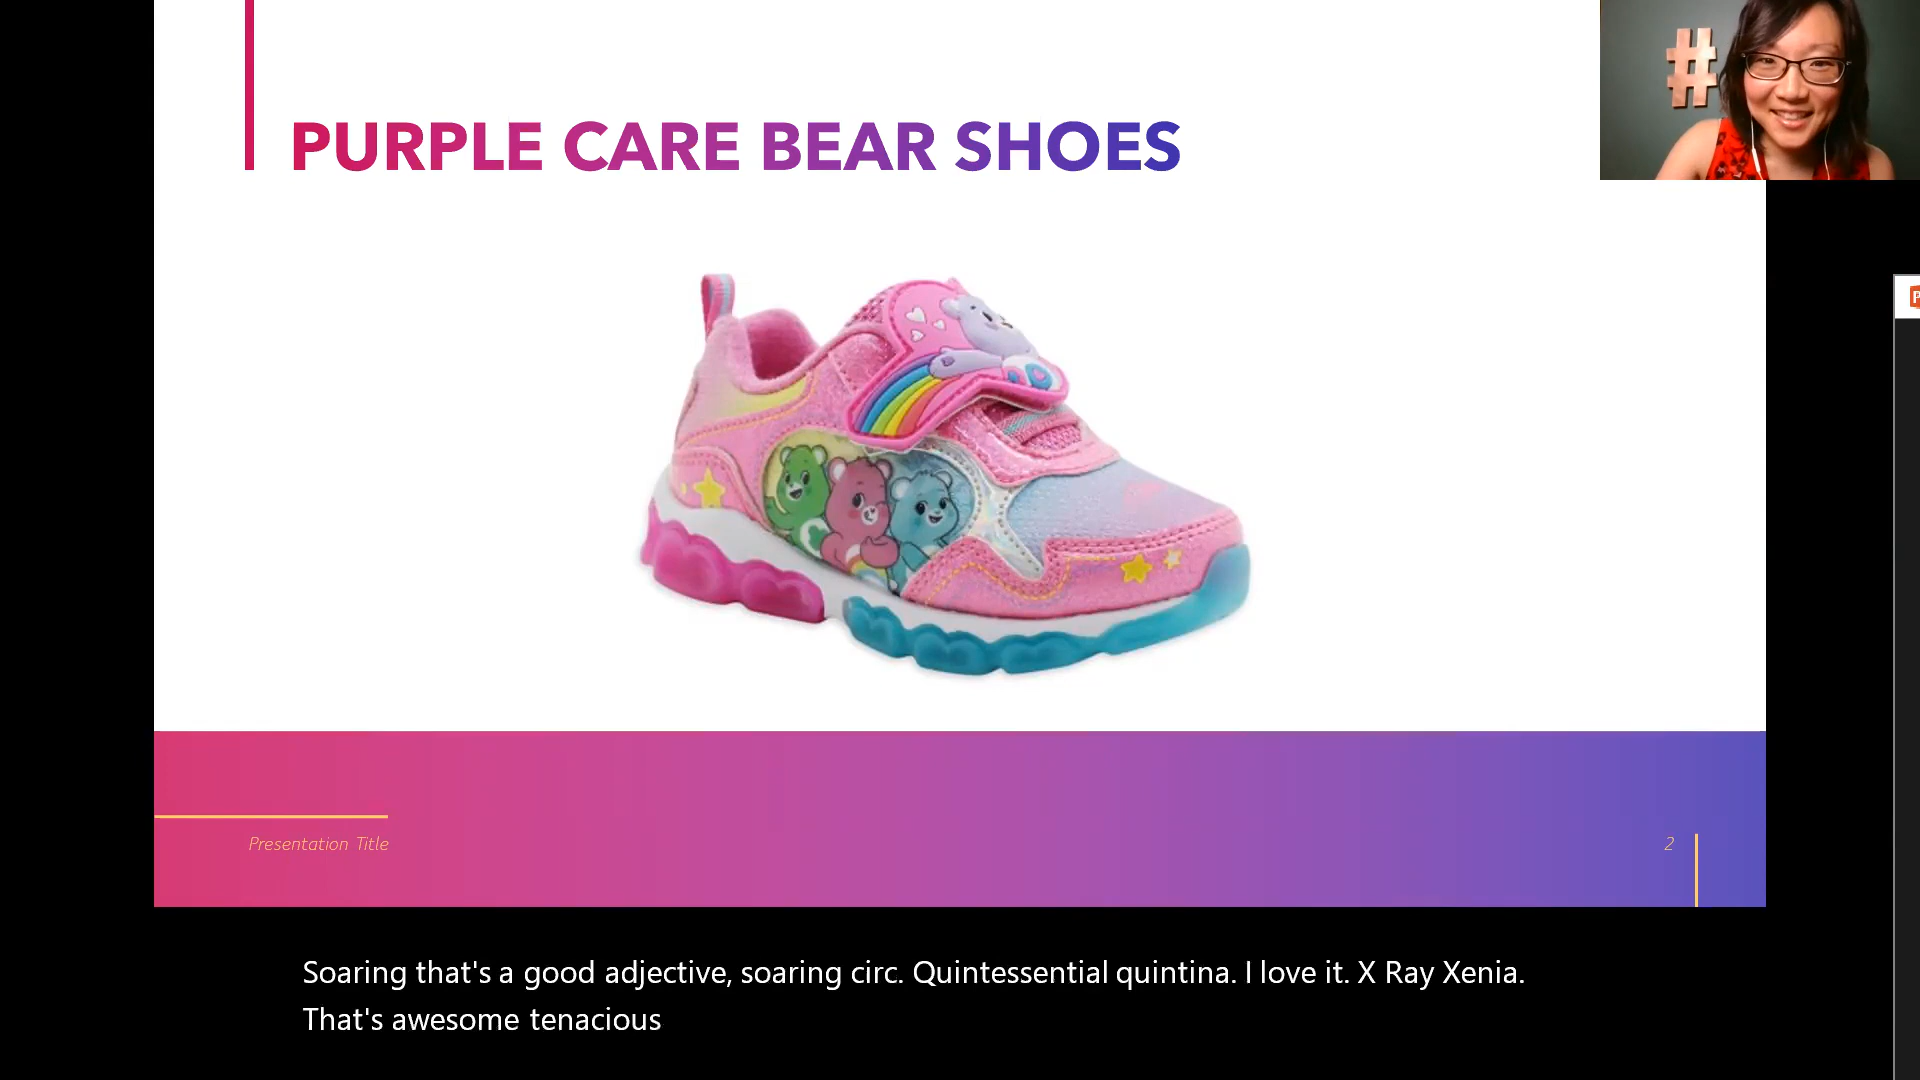 PURPLE CARE BEAR SHOES
Presentation Title
2
Soaring that's a good adjective, soaring circ. Quintessential quintina. I love it. X Ray Xenia.
That's awesome tenacious